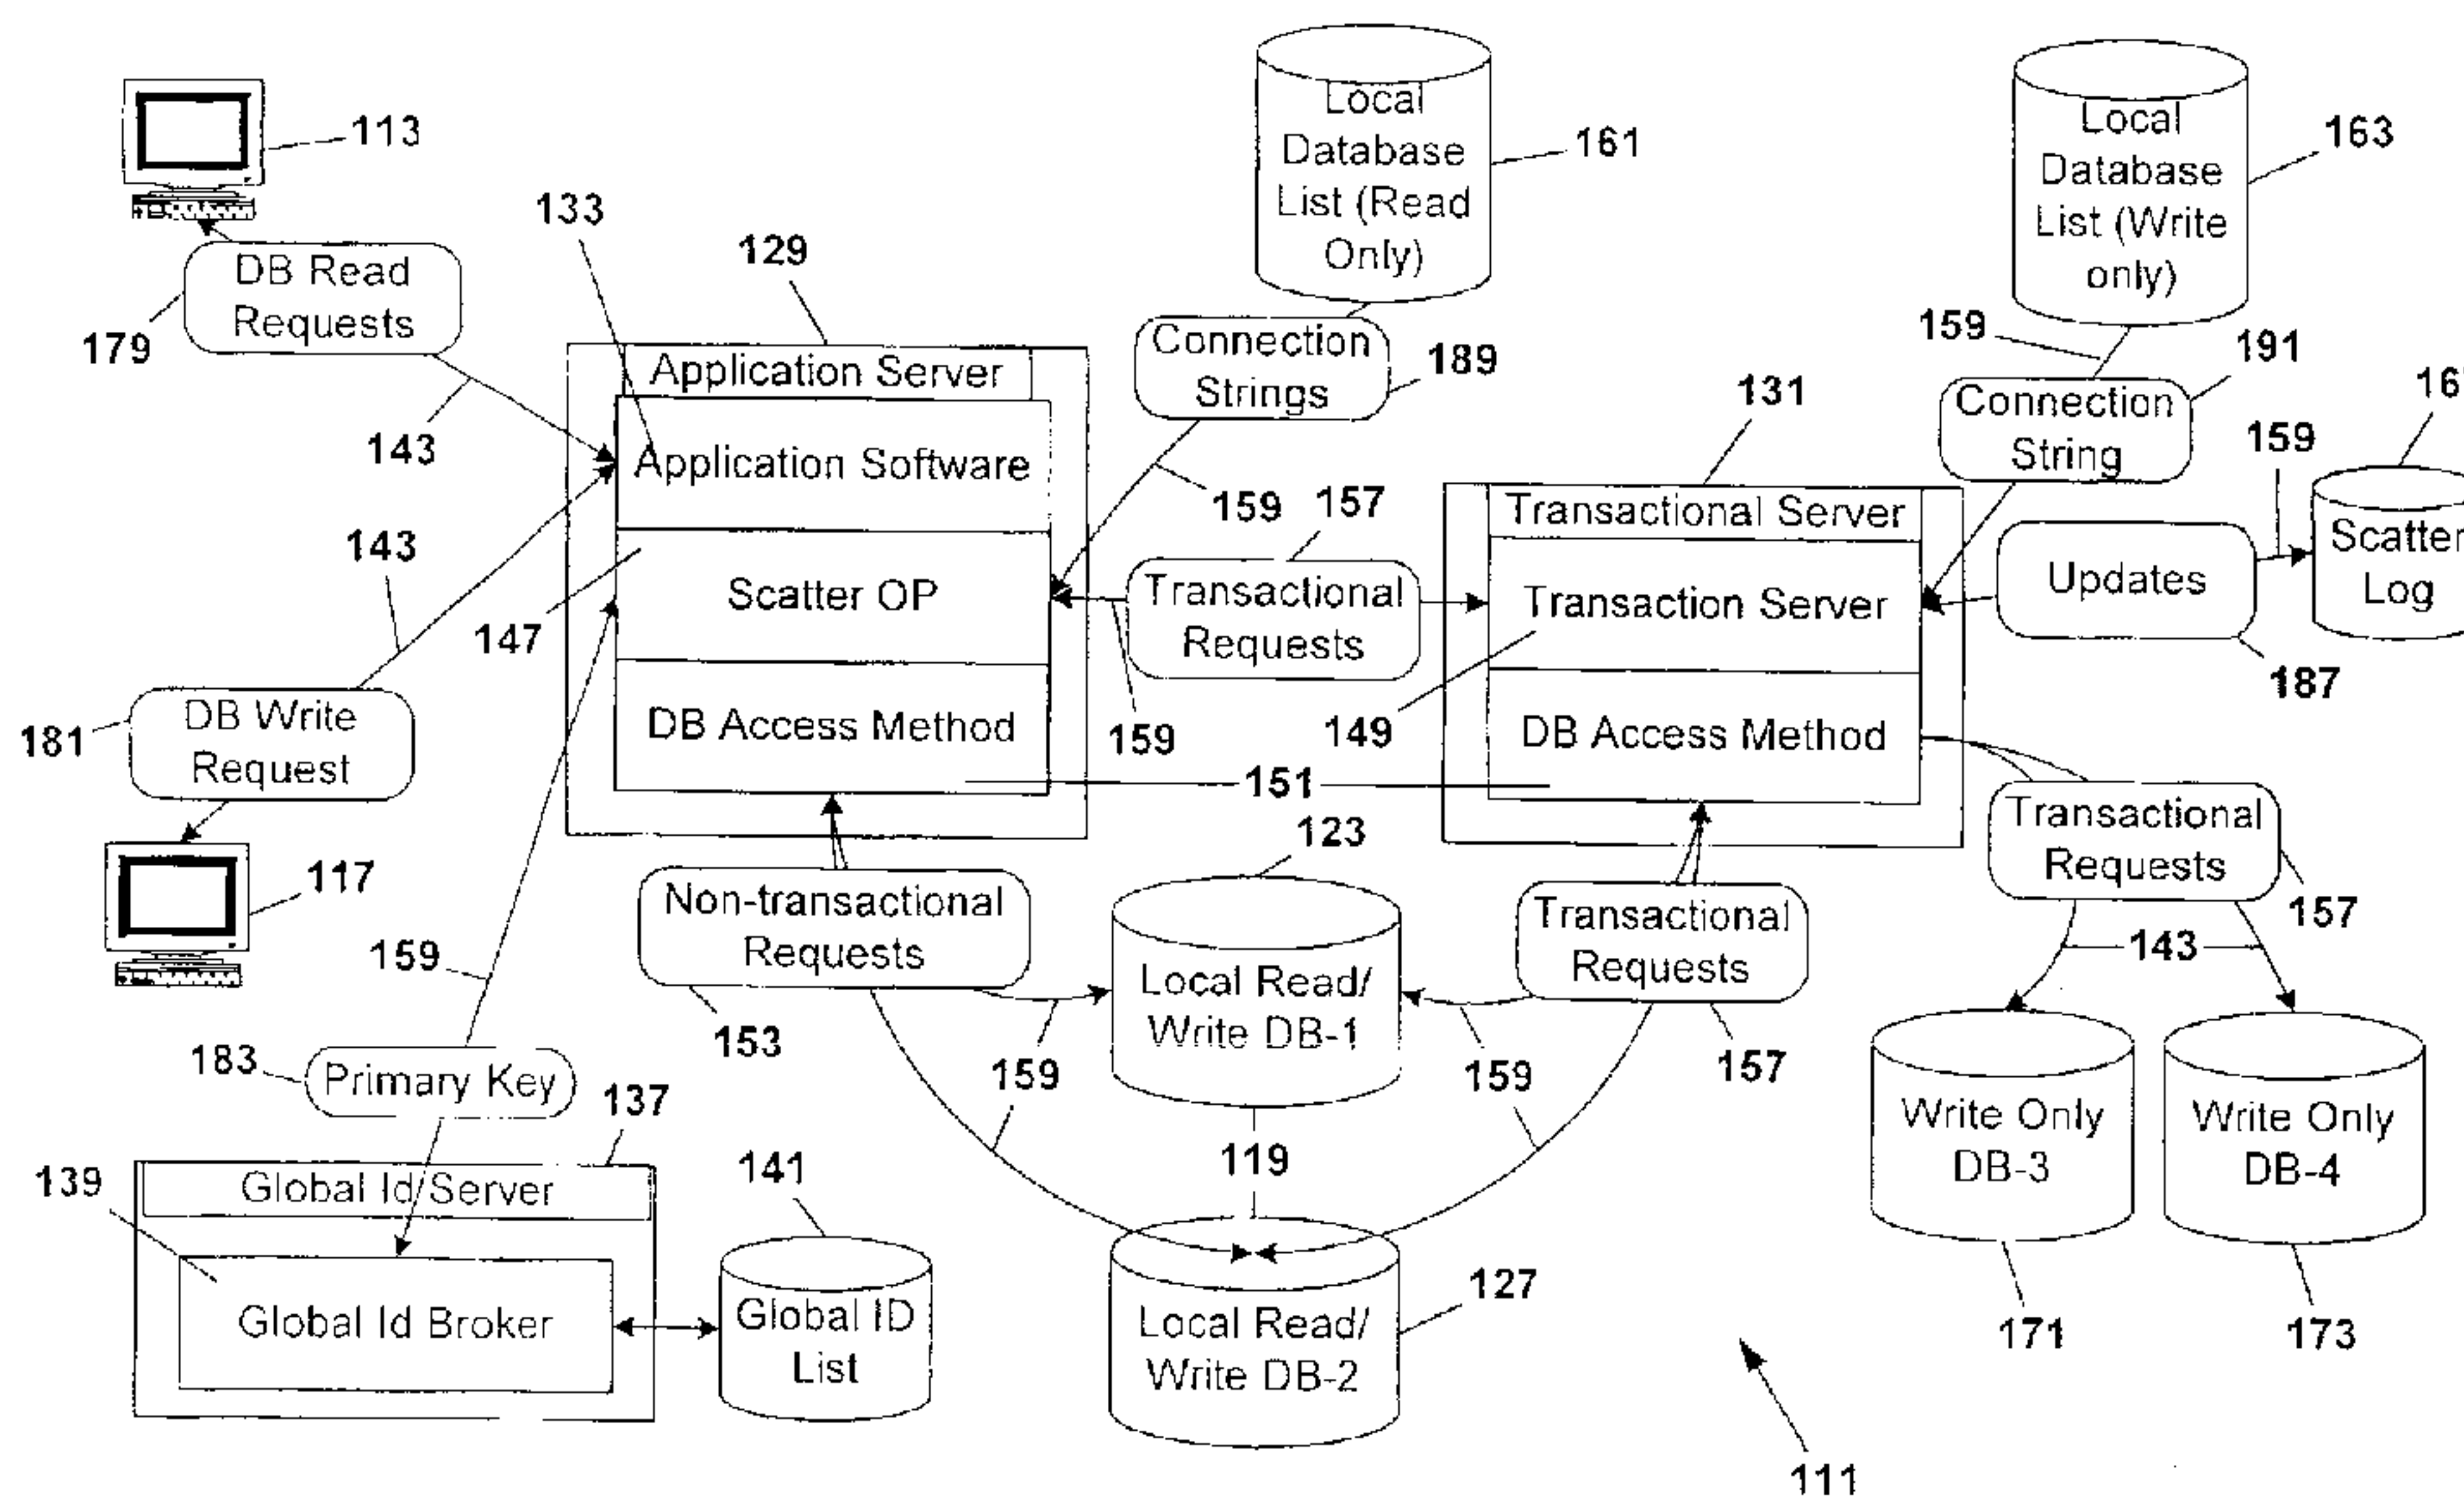 113
DB Read
Requests
179
143
133
129
Application Server
Application Software
Scatter OP
147
DB Access Method
Local
Database
List (Read
Only)
161
Connection
Strings
189
159
157
Transactional
Requests
159
Local
Database
List (Write
only)
163
159
191
Connection
String
131
Transactional Server
Transaction Server
149
DB Access Method
151
159
Updates
187
Scatter
Log
143
DB Write
Request
181
117
159
Non-transactional
Requests
153
159
123
Local Read/
Write DB-1
119
Transactional
Requests
157
159
Transactional
Requests
157
143
Write Only
DB-3
171
Write Only
DB-4
173
183
Primary Key
137
Global Id Server
139
Global Id Broker
141
Global ID
List
Local Read/
Write DB-2
127
111